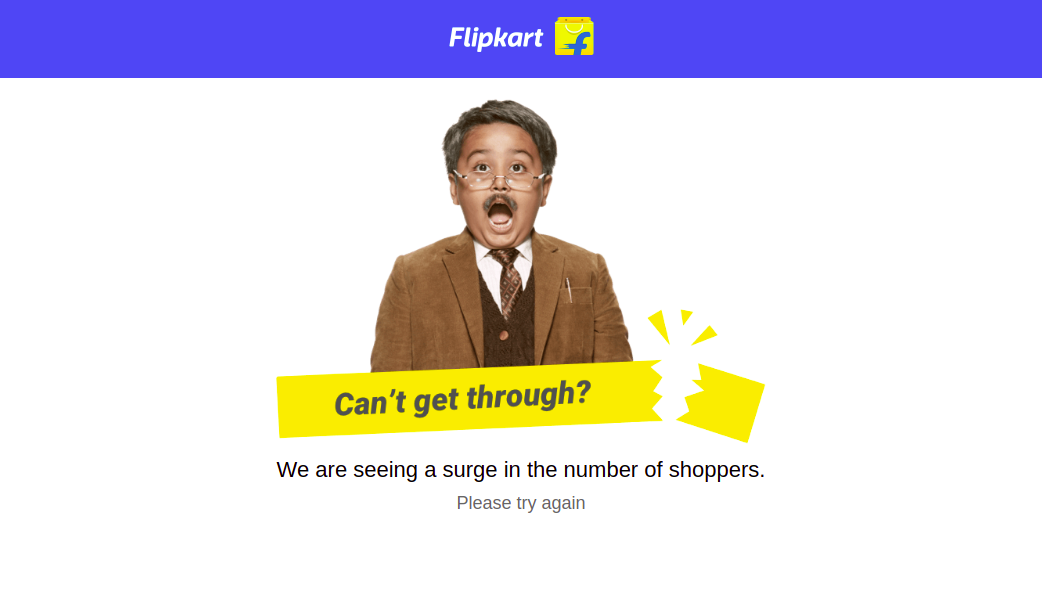 Flipkart
Can't get through?
We are seeing a surge in the number of shoppers.
Please try again